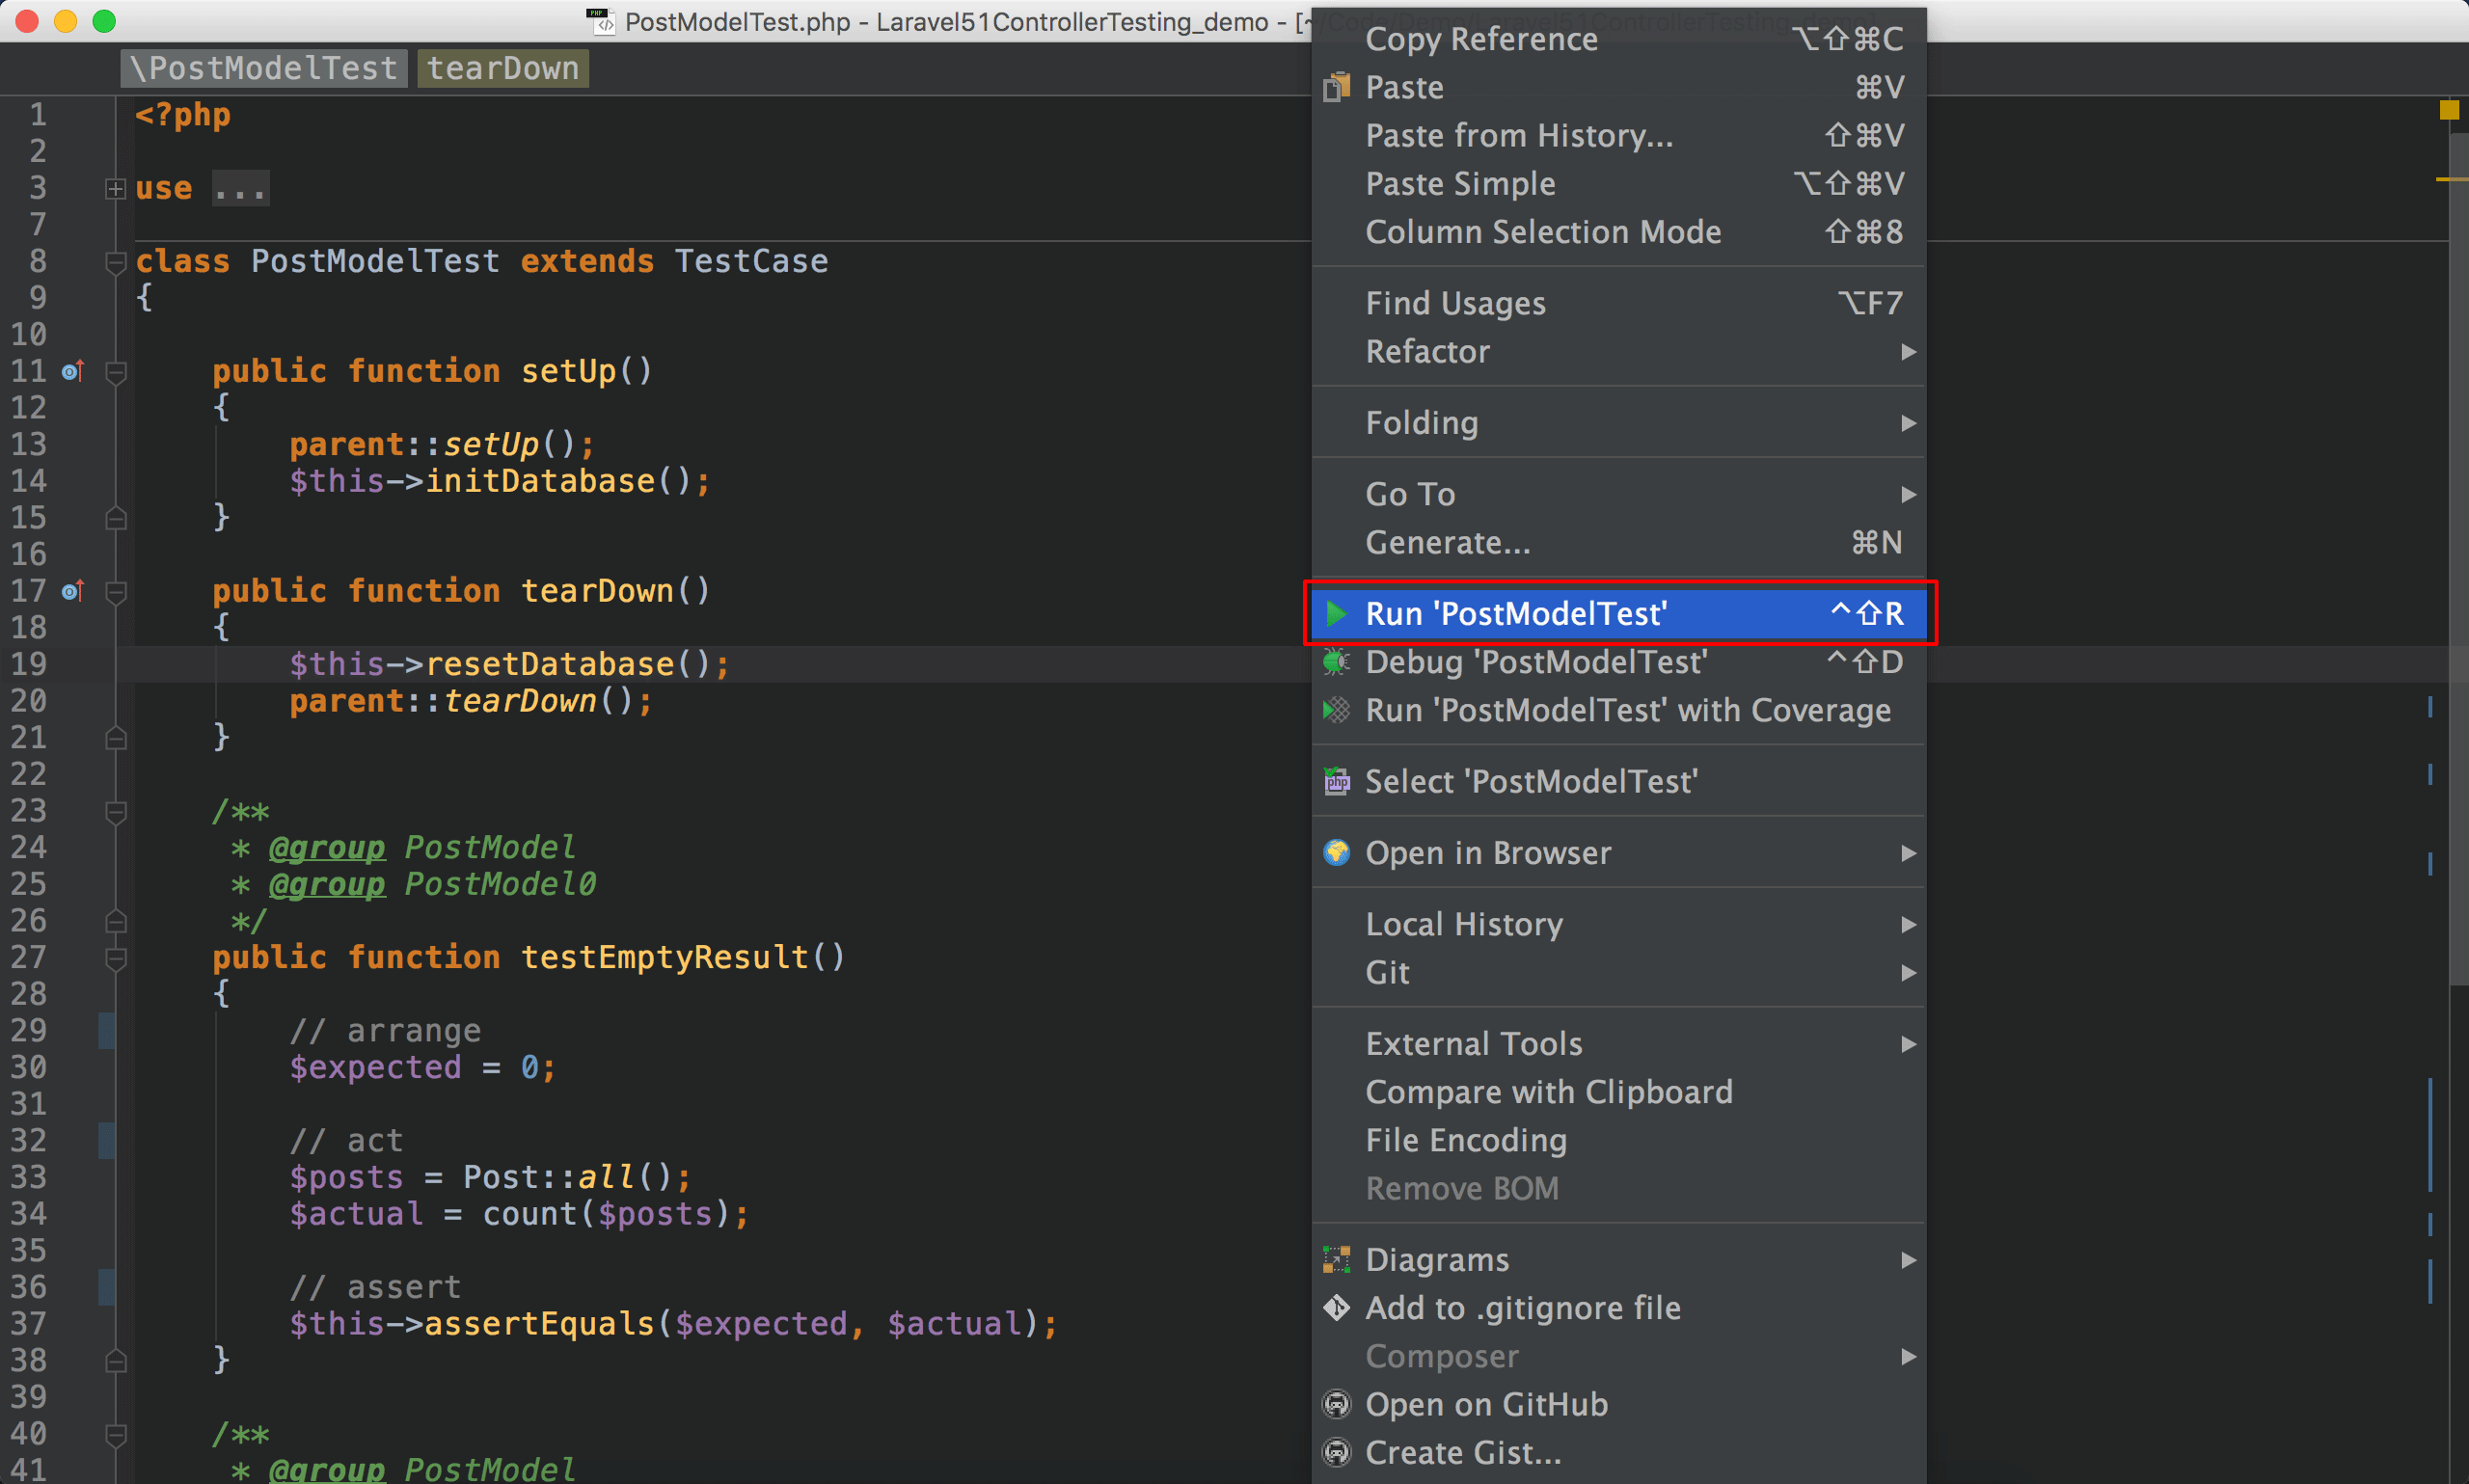 PostModelTest.php - Laravel51ControllerTesting_demo - [~/Code/Demo/Laravel51ControllerTesting_demo]
\PostModelTest tearDown
1 <?php
2
3 use ...
7
8 class PostModelTest extends TestCase
9 {
10
11 public function setUp()
12 {
13 parent::setUp();
14 $this->initDatabase();
15 }
16
17 public function tearDown()
18 {
19 $this->resetDatabase();
20 parent::tearDown();
21 }
22
23 /**
24 * @group PostModel
25 * @group PostModel0
26 */
27 public function testEmptyResult()
28 {
29 // arrange
30 $expected = 0;
31
32 // act
33 $posts = Post::all();
34 $actual = count($posts);
35
36 // assert
37 $this->assertEquals($expected, $actual);
38 }
39
40 /**
41 * @group PostModel
Copy Reference ⌥⇧⌘C
Paste ⌘V
Paste from History... ⇧⌘V
Paste Simple ⌥⇧⌘V
Column Selection Mode ⇧⌘8
Find Usages ⌥F7
Refactor
Folding
Go To
Generate... ⌘N
Run 'PostModelTest' ^⇧R
Debug 'PostModelTest' ^⇧D
Run 'PostModelTest' with Coverage
Select 'PostModelTest'
Open in Browser
Local History
Git
External Tools
Compare with Clipboard
File Encoding
Remove BOM
Diagrams
Add to .gitignore file
Composer
Open on GitHub
Create Gist...